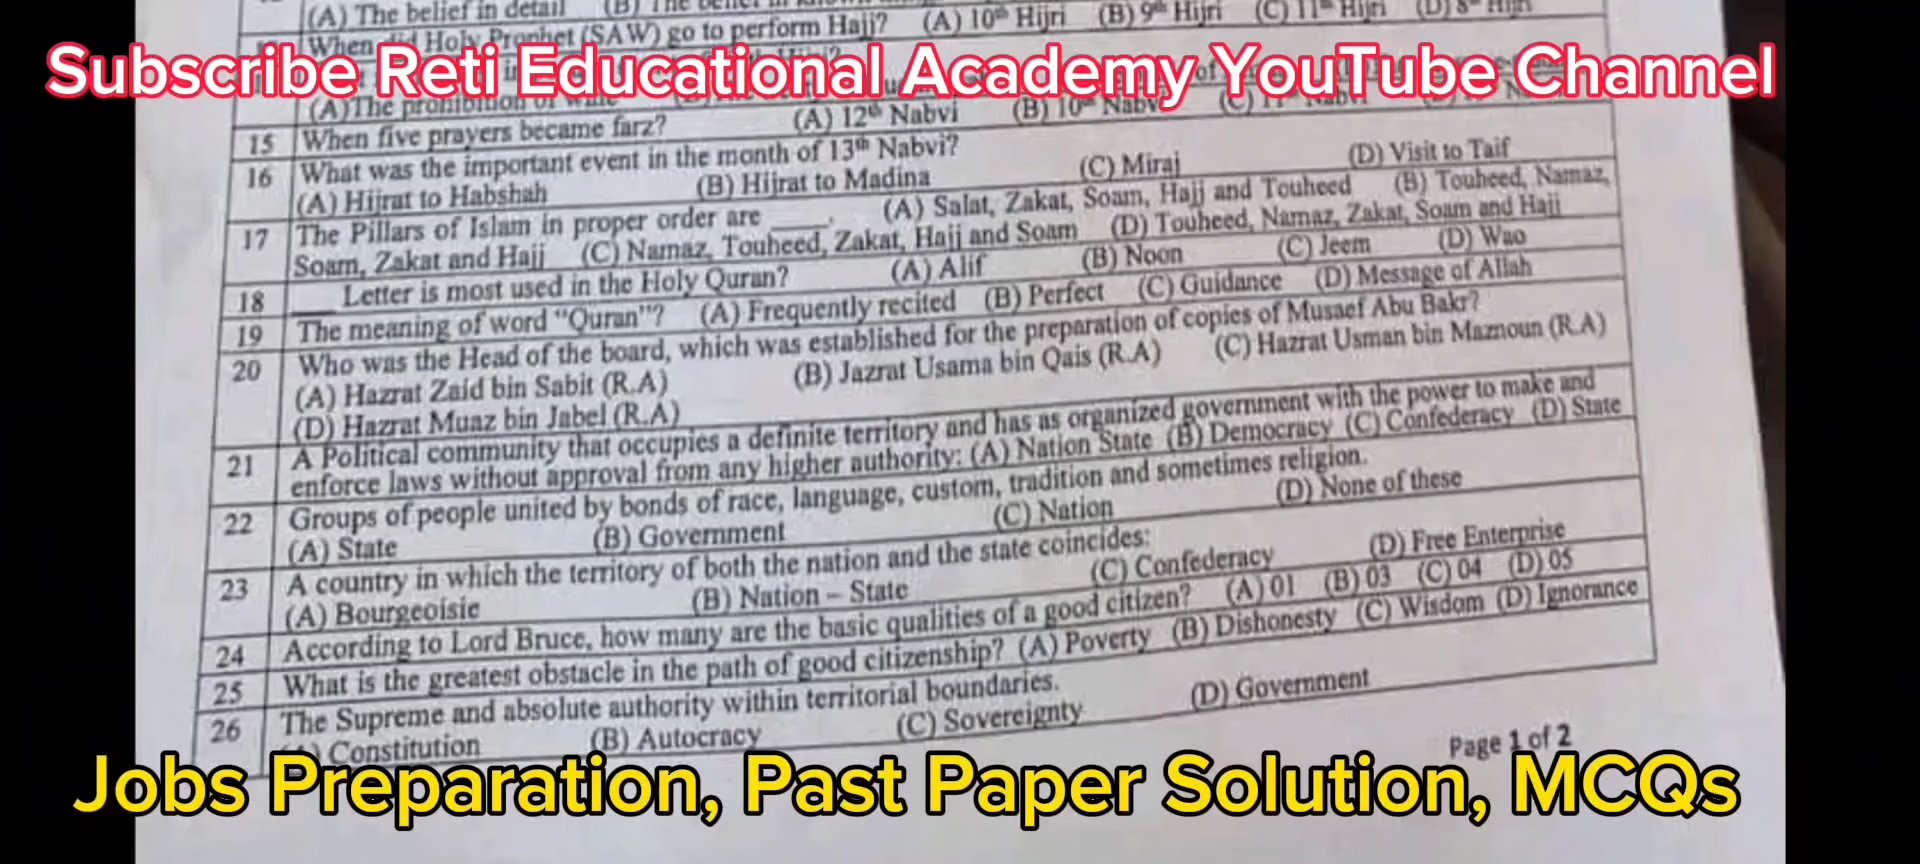 (A) The belief in detail (B) The belief in
When did Holy Prophet (SAW) go to perform Hajj? (A) 10th Hijri (B) 9th Hijri (C) 11th Hijri (D) 8th Hijri
Subscribe Reti Educational Academy YouTube Channel
(A)The prohibition of wine
15 When five prayers became farz? (A) 12th Nabvi (B) 10th Nabvi (C) 11th Nabvi
16 What was the important event in the month of 13th Nabvi?
(A) Hijrat to Habshah (B) Hijrat to Madina (C) Miraj (D) Visit to Taif
17 The Pillars of Islam in proper order are ____. (A) Salat, Zakat, Soam, Hajj and Touheed (B) Touheed, Namaz,
Soam, Zakat and Hajj (C) Namaz, Touheed, Zakat, Hajj and Soam (D) Touheed, Namaz, Zakat, Soam and Hajj
18 ____ Letter is most used in the Holy Quran? (A) Alif (B) Noon (C) Jeem (D) Wao
19 The meaning of word "Quran"? (A) Frequently recited (B) Perfect (C) Guidance (D) Message of Allah
20 Who was the Head of the board, which was established for the preparation of copies of Musaef Abu Bakr?
(A) Hazrat Zaid bin Sabit (R.A) (B) Jazrat Usama bin Qais (R.A) (C) Hazrat Usman bin Maznoun (R.A)
(D) Hazrat Muaz bin Jabel (R.A)
21 A Political community that occupies a definite territory and has as organized government with the power to make and
enforce laws without approval from any higher authority: (A) Nation State (B) Democracy (C) Confederacy (D) State
22 Groups of people united by bonds of race, language, custom, tradition and sometimes religion.
(A) State (B) Government (C) Nation (D) None of these
23 A country in which the territory of both the nation and the state coincides:
(A) Bourgeoisie (B) Nation – State (C) Confederacy (D) Free Enterprise
24 According to Lord Bruce, how many are the basic qualities of a good citizen? (A) 01 (B) 03 (C) 04 (D) 05
25 What is the greatest obstacle in the path of good citizenship? (A) Poverty (B) Dishonesty (C) Wisdom (D) Ignorance
26 The Supreme and absolute authority within territorial boundaries.
(A) Constitution (B) Autocracy (C) Sovereignty (D) Government
Page 1 of 2
Jobs Preparation, Past Paper Solution, MCQs